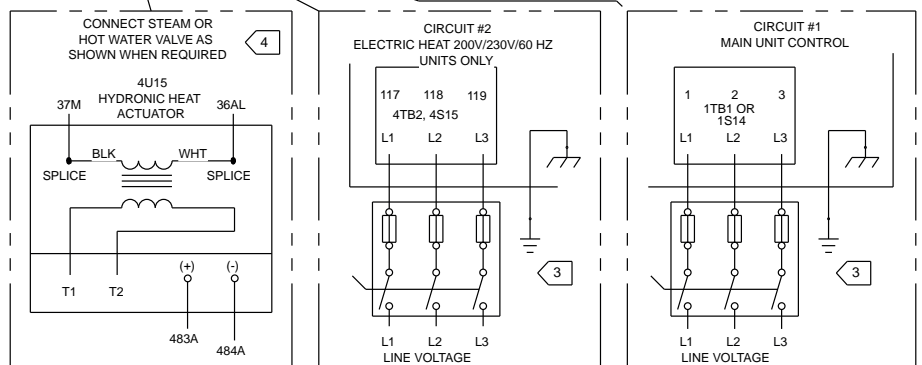 CONNECT STEAM OR
HOT WATER VALVE AS
SHOWN WHEN REQUIRED
4
4U15
HYDRONIC HEAT
ACTUATOR
37M
36AL
BLK
WHT
SPLICE
SPLICE
T1
T2
(+)
(-)
483A
484A
CIRCUIT #2
ELECTRIC HEAT 200V/230V/60 HZ
UNITS ONLY
117 118 119
4TB2, 4S15
L1 L2 L3
3
L1 L2 L3
LINE VOLTAGE
CIRCUIT #1
MAIN UNIT CONTROL
1 2 3
1TB1 OR
1S14
L1 L2 L3
3
L1 L2 L3
LINE VOLTAGE